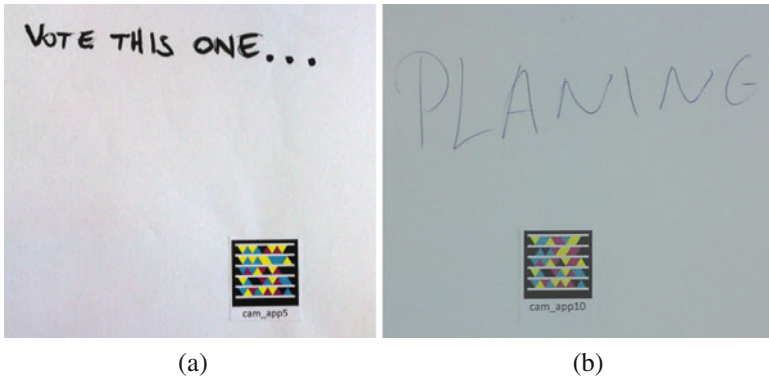 VOTE THIS ONE...
PLANING
cam_app5
cam_app10
(a)
(b)